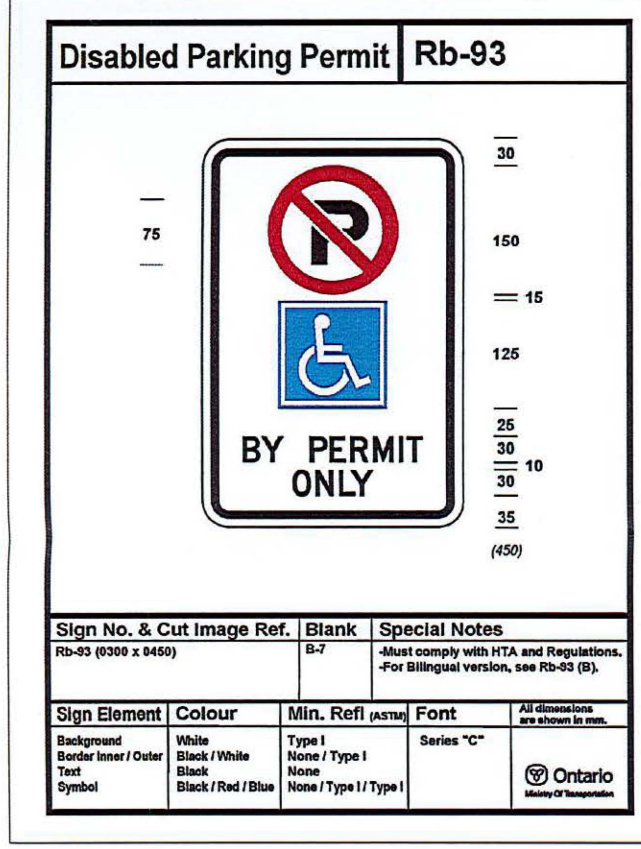 Disabled Parking Permit Rb-93
30
75
P
150
15
125
25
BY PERMIT
30
10
ONLY
30
35
(450)
Sign No. & Cut Image Ref. Blank Special Notes
Rb-93 (0300 x 0450) B-7 -Must comply with HTA and Regulations.
-For Bilingual version, see Rb-93 (B).
Sign Element Colour Min. Refl (ASTM) Font All dimensions
are shown in mm.
Background White Type I Series "C"
Border Inner / Outer Black / White None / Type I
Text Black None
Symbol Black / Red / Blue None / Type I / Type I
Ontario
Ministry Of Transportation